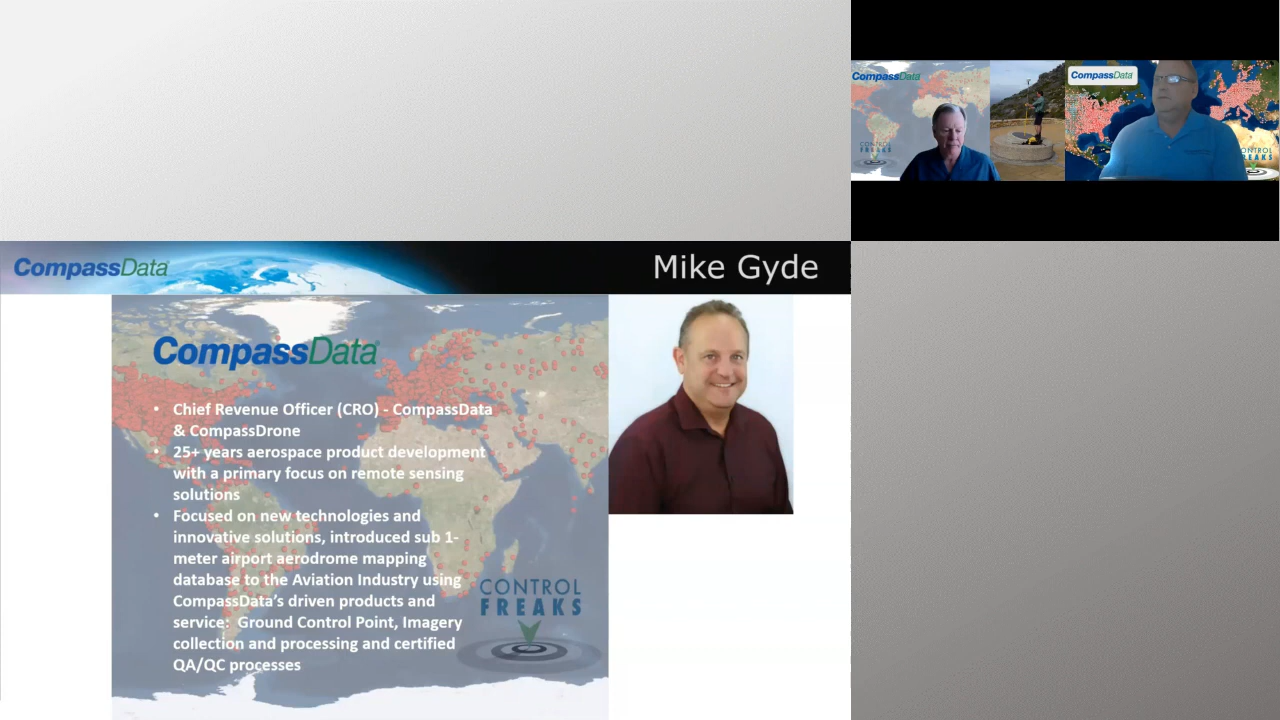 CompassData
CompassData
CONTROL
FREAKS
CompassData
Mike Gyde
CompassData
• Chief Revenue Officer (CRO) - CompassData
& CompassDrone
• 25+ years aerospace product development
with a primary focus on remote sensing
solutions
• Focused on new technologies and
innovative solutions, introduced sub 1-
meter airport aerodrome mapping
database to the Aviation Industry using
CompassData's driven products and
service: Ground Control Point, Imagery
collection and processing and certified
QA/QC processes
CONTROL
FREAKS